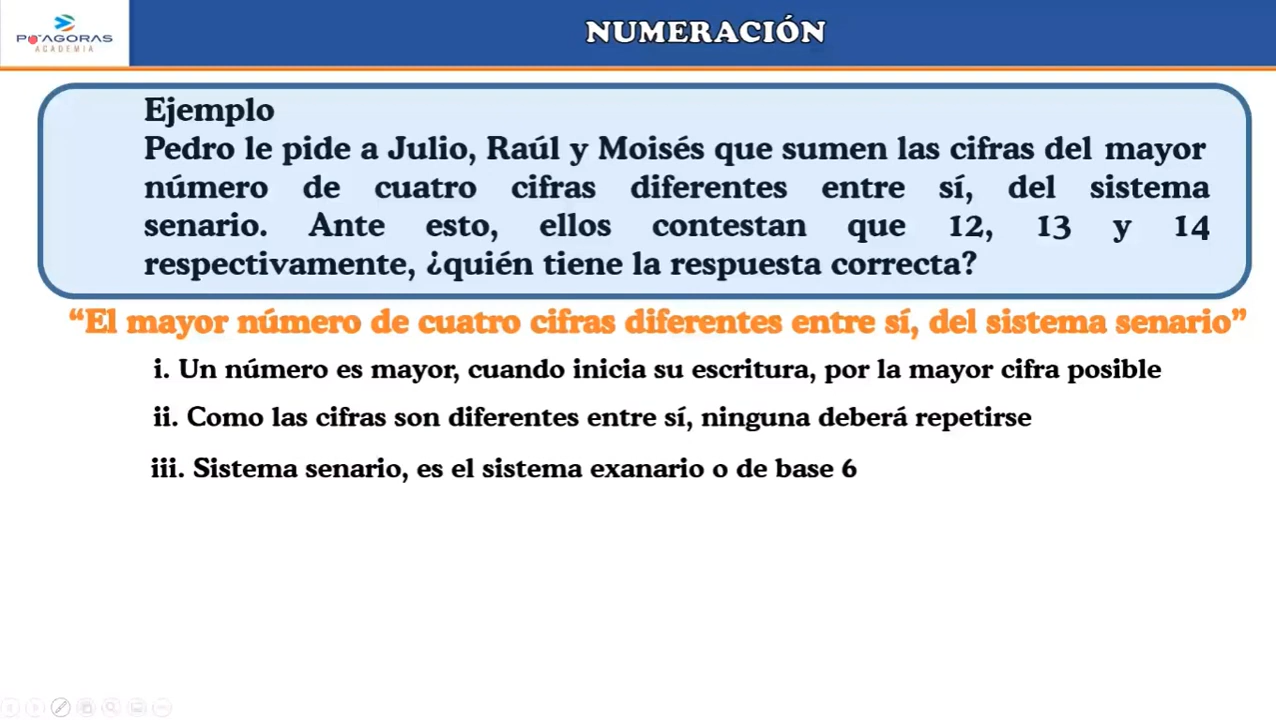 PITAGORAS
ACADEMIA
NUMERACIÓN
Ejemplo
Pedro le pide a Julio, Raúl y Moisés que sumen las cifras del mayor
número de cuatro cifras diferentes entre sí, del sistema
senario. Ante esto, ellos contestan que 12, 13 y 14
respectivamente, ¿quién tiene la respuesta correcta?
“El mayor número de cuatro cifras diferentes entre sí, del sistema senario”
i. Un número es mayor, cuando inicia su escritura, por la mayor cifra posible
ii. Como las cifras son diferentes entre sí, ninguna deberá repetirse
iii. Sistema senario, es el sistema exanario o de base 6